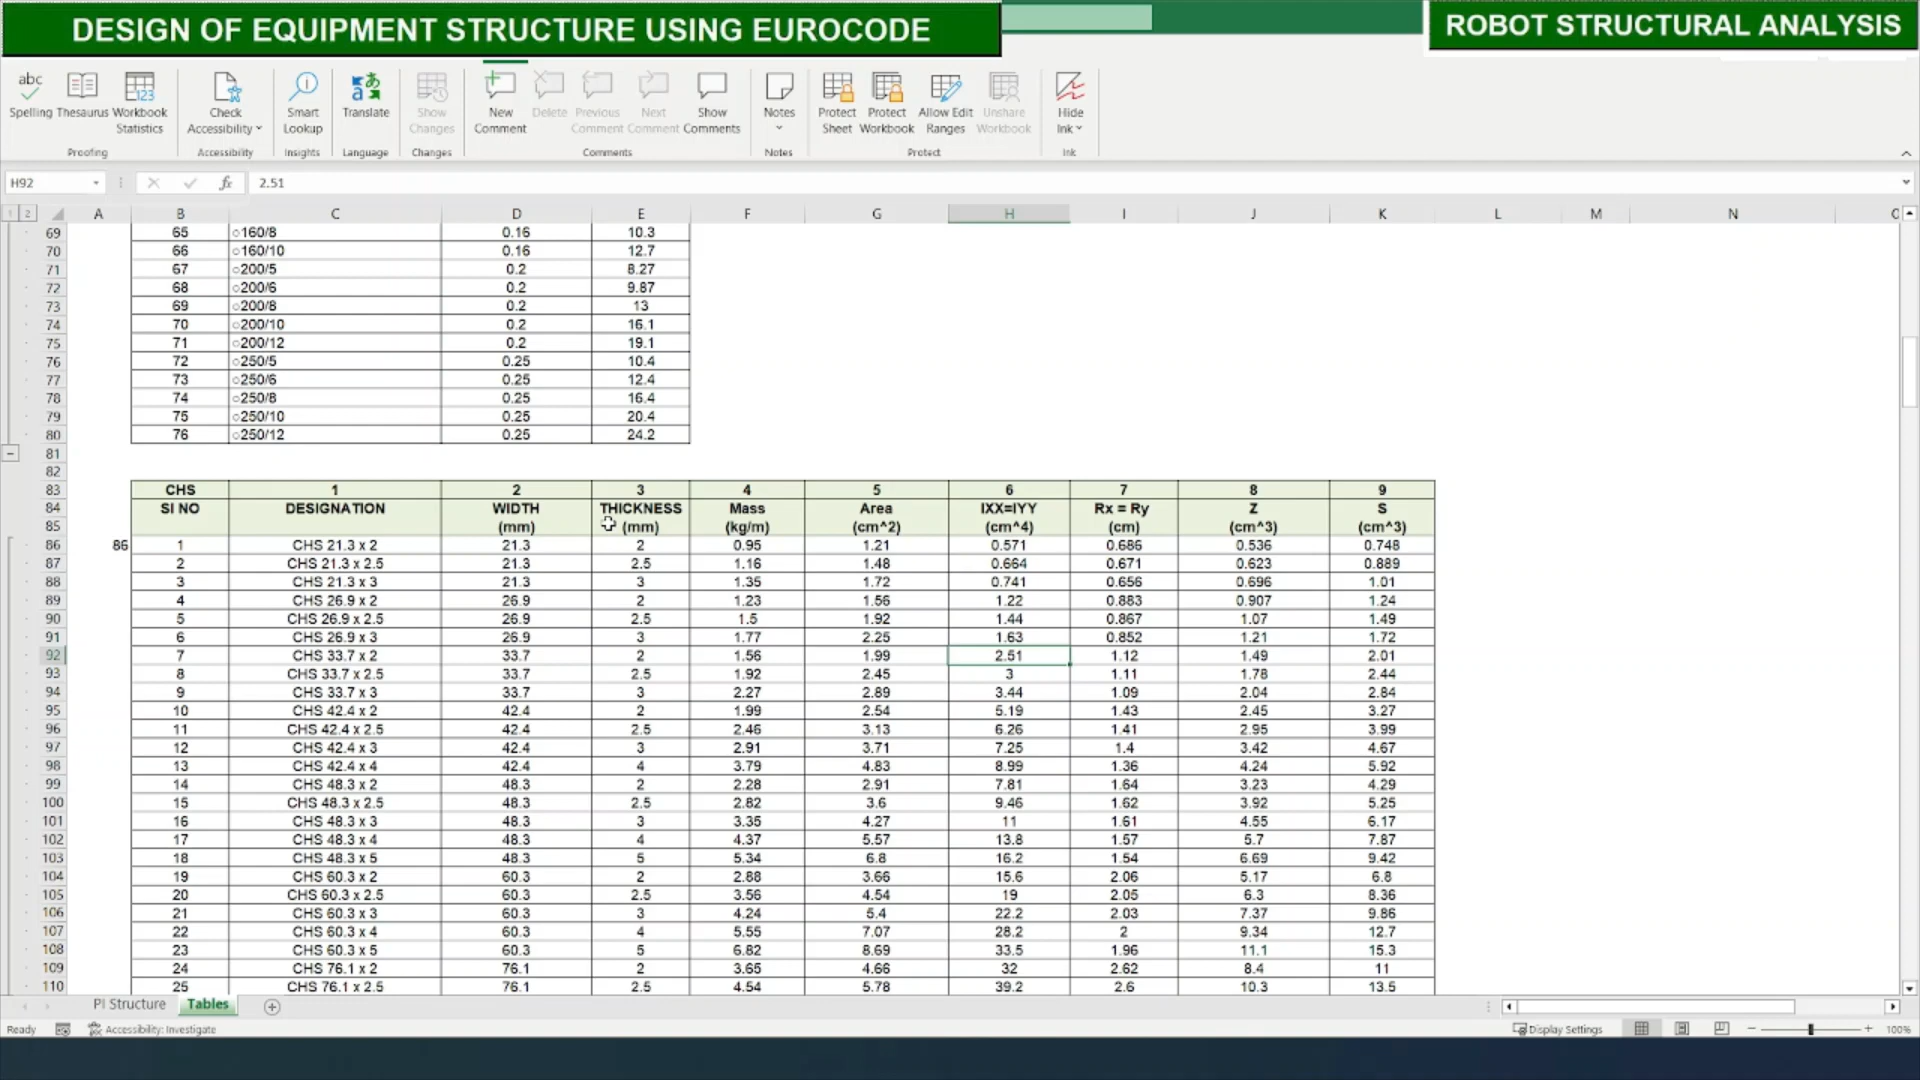 DESIGN OF EQUIPMENT STRUCTURE USING EUROCODE
ROBOT STRUCTURAL ANALYSIS
abc
Spelling Thesaurus Workbook Statistics
Check Accessibility
Smart Lookup
Translate
Show Changes
New Comment
Delete
Previous Comment
Next Comment
Show Comments
Notes
Protect Sheet
Protect Workbook
Allow Edit Ranges
Unshare Workbook
Hide Ink
Proofing Accessibility Insights Language Changes Comments Notes Protect Ink
H92 fx 2.51
1 2 A B C D E F G H I J K L M N
69 65 ○160/8 0.16 10.3
70 66 ○160/10 0.16 12.7
71 67 ○200/5 0.2 8.27
72 68 ○200/6 0.2 9.87
73 69 ○200/8 0.2 13
74 70 ○200/10 0.2 16.1
75 71 ○200/12 0.2 19.1
76 72 ○250/5 0.25 10.4
77 73 ○250/6 0.25 12.4
78 74 ○250/8 0.25 16.4
79 75 ○250/10 0.25 20.4
80 76 ○250/12 0.25 24.2
81
82
83 CHS 1 2 3 4 5 6 7 8 9
84 SI NO DESIGNATION WIDTH THICKNESS Mass Area IXX=IYY Rx = Ry Z S
85 (mm) (mm) (kg/m) (cm^2) (cm^4) (cm) (cm^3) (cm^3)
86 86 1 CHS 21.3 x 2 21.3 2 0.95 1.21 0.571 0.686 0.536 0.748
87 2 CHS 21.3 x 2.5 21.3 2.5 1.16 1.48 0.664 0.671 0.623 0.889
88 3 CHS 21.3 x 3 21.3 3 1.35 1.72 0.741 0.656 0.696 1.01
89 4 CHS 26.9 x 2 26.9 2 1.23 1.56 1.22 0.883 0.907 1.24
90 5 CHS 26.9 x 2.5 26.9 2.5 1.5 1.92 1.44 0.867 1.07 1.49
91 6 CHS 26.9 x 3 26.9 3 1.77 2.25 1.63 0.852 1.21 1.72
92 7 CHS 33.7 x 2 33.7 2 1.56 1.99 2.51 1.12 1.49 2.01
93 8 CHS 33.7 x 2.5 33.7 2.5 1.92 2.45 3 1.11 1.78 2.44
94 9 CHS 33.7 x 3 33.7 3 2.27 2.89 3.44 1.09 2.04 2.84
95 10 CHS 42.4 x 2 42.4 2 1.99 2.54 5.19 1.43 2.45 3.27
96 11 CHS 42.4 x 2.5 42.4 2.5 2.46 3.13 6.26 1.41 2.95 3.99
97 12 CHS 42.4 x 3 42.4 3 2.91 3.71 7.25 1.4 3.42 4.67
98 13 CHS 42.4 x 4 42.4 4 3.79 4.83 8.99 1.36 4.24 5.92
99 14 CHS 48.3 x 2 48.3 2 2.28 2.91 7.81 1.64 3.23 4.29
100 15 CHS 48.3 x 2.5 48.3 2.5 2.82 3.6 9.46 1.62 3.92 5.25
101 16 CHS 48.3 x 3 48.3 3 3.35 4.27 11 1.61 4.55 6.17
102 17 CHS 48.3 x 4 48.3 4 4.37 5.57 13.8 1.57 5.7 7.87
103 18 CHS 48.3 x 5 48.3 5 5.34 6.8 16.2 1.54 6.69 9.42
104 19 CHS 60.3 x 2 60.3 2 2.88 3.66 15.6 2.06 5.17 6.8
105 20 CHS 60.3 x 2.5 60.3 2.5 3.56 4.54 19 2.05 6.3 8.36
106 21 CHS 60.3 x 3 60.3 3 4.24 5.4 22.2 2.03 7.37 9.86
107 22 CHS 60.3 x 4 60.3 4 5.55 7.07 28.2 2 9.34 12.7
108 23 CHS 60.3 x 5 60.3 5 6.82 8.69 33.5 1.96 11.1 15.3
109 24 CHS 76.1 x 2 76.1 2 3.65 4.66 32 2.62 8.4 11
110 25 CHS 76.1 x 2.5 76.1 2.5 4.54 5.78 39.2 2.6 10.3 13.5
PI Structure Tables
Ready Accessibility: Investigate Display Settings 100%